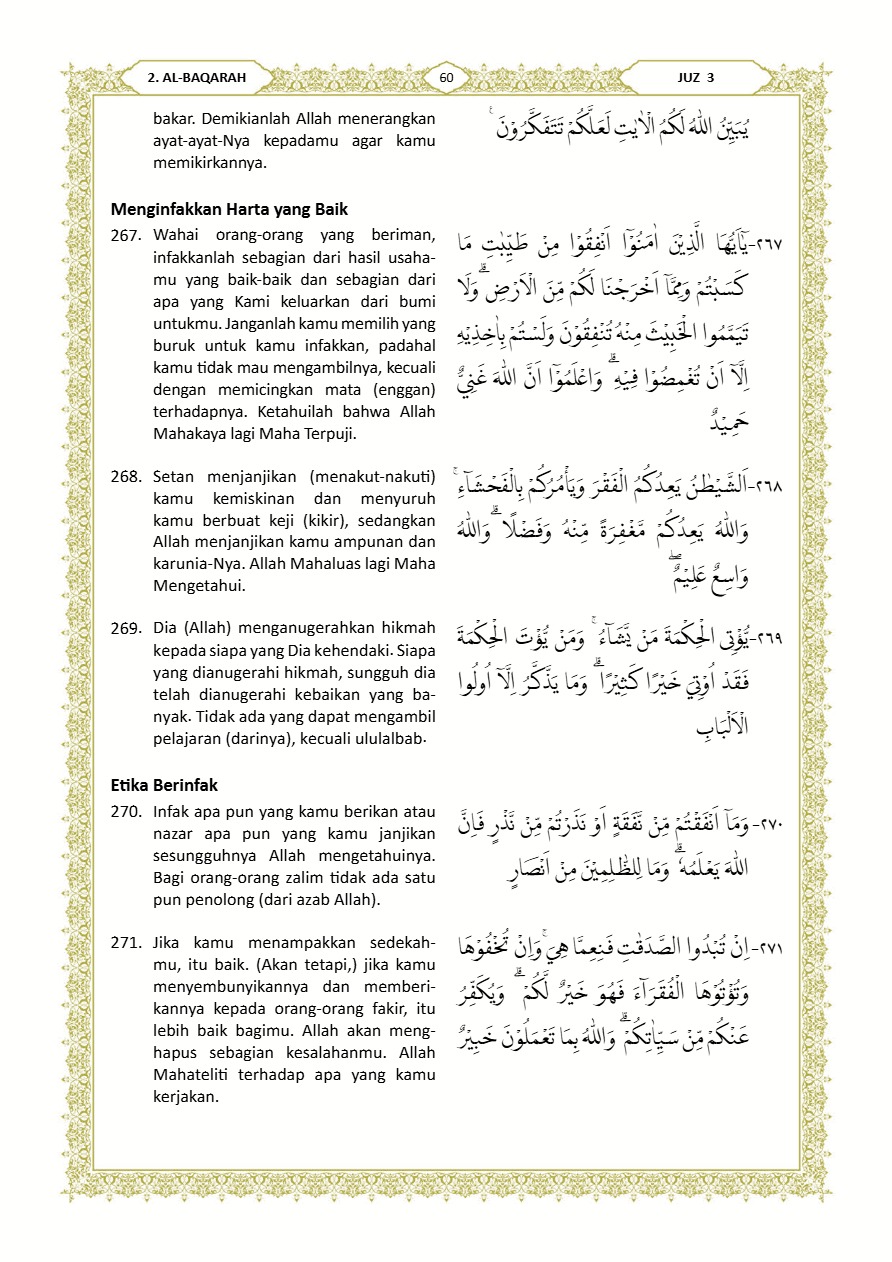 2. AL-BAQARAH
60
JUZ 3
bakar. Demikianlah Allah menerangkan
ayat-ayat-Nya kepadamu agar kamu
memikirkannya.
يُبَيِّنُ اللّٰهُ لَكُمُ الْاٰيٰتِ لَعَلَّكُمْ تَتَفَكَّرُوْنَ ۚ
Menginfakkan Harta yang Baik
267. Wahai orang-orang yang beriman,
infakkanlah sebagian dari hasil usaha-
mu yang baik-baik dan sebagian dari
apa yang Kami keluarkan dari bumi
untukmu. Janganlah kamu memilih yang
buruk untuk kamu infakkan, padahal
kamu tidak mau mengambilnya, kecuali
dengan memicingkan mata (enggan)
terhadapnya. Ketahuilah bahwa Allah
Mahakaya lagi Maha Terpuji.
٢٦٧- يٰٓاَيُّهَا الَّذِيْنَ اٰمَنُوْٓا اَنْفِقُوْا مِنْ طَيِّبٰتِ مَا
كَسَبْتُمْ وَمِمَّآ اَخْرَجْنَا لَكُمْ مِّنَ الْاَرْضِ ۗ وَلَا
تَيَمَّمُوا الْخَبِيْثَ مِنْهُ تُنْفِقُوْنَ وَلَسْتُمْ بِاٰخِذِيْهِ
اِلَّآ اَنْ تُغْمِضُوْا فِيْهِ ۗ وَاعْلَمُوْٓا اَنَّ اللّٰهَ غَنِيٌّ
حَمِيْدٌ
268. Setan menjanjikan (menakut-nakuti)
kamu kemiskinan dan menyuruh
kamu berbuat keji (kikir), sedangkan
Allah menjanjikan kamu ampunan dan
karunia-Nya. Allah Mahaluas lagi Maha
Mengetahui.
٢٦٨- اَلشَّيْطٰنُ يَعِدُكُمُ الْفَقْرَ وَيَأْمُرُكُمْ بِالْفَحْشَاۤءِ ۚ
وَاللّٰهُ يَعِدُكُمْ مَّغْفِرَةً مِّنْهُ وَفَضْلًا ۗ وَاللّٰهُ
وَاسِعٌ عَلِيْمٌ ۖ
269. Dia (Allah) menganugerahkan hikmah
kepada siapa yang Dia kehendaki. Siapa
yang dianugerahi hikmah, sungguh dia
telah dianugerahi kebaikan yang ba-
nyak. Tidak ada yang dapat mengambil
pelajaran (darinya), kecuali ululalbab.
٢٦٩- يُّؤْتِى الْحِكْمَةَ مَنْ يَّشَاۤءُ ۚ وَمَنْ يُّؤْتَ الْحِكْمَةَ
فَقَدْ اُوْتِيَ خَيْرًا كَثِيْرًا ۗ وَمَا يَذَّكَّرُ اِلَّآ اُولُوا
الْاَلْبَابِ
Etika Berinfak
270. Infak apa pun yang kamu berikan atau
nazar apa pun yang kamu janjikan
sesungguhnya Allah mengetahuinya.
Bagi orang-orang zalim tidak ada satu
pun penolong (dari azab Allah).
٢٧٠- وَمَآ اَنْفَقْتُمْ مِّنْ نَّفَقَةٍ اَوْ نَذَرْتُمْ مِّنْ نَّذْرٍ فَاِنَّ
اللّٰهَ يَعْلَمُهٗ ۗ وَمَا لِلظّٰلِمِيْنَ مِنْ اَنْصَارٍ
271. Jika kamu menampakkan sedekah-
mu, itu baik. (Akan tetapi,) jika kamu
menyembunyikannya dan memberi-
kannya kepada orang-orang fakir, itu
lebih baik bagimu. Allah akan meng-
hapus sebagian kesalahanmu. Allah
Mahateliti terhadap apa yang kamu
kerjakan.
٢٧١- اِنْ تُبْدُوا الصَّدَقٰتِ فَنِعِمَّا هِيَ ۚ وَاِنْ تُخْفُوْهَا
وَتُؤْتُوْهَا الْفُقَرَاۤءَ فَهُوَ خَيْرٌ لَّكُمْ ۗ وَيُكَفِّرُ
عَنْكُمْ مِّنْ سَيِّاٰتِكُمْ ۗ وَاللّٰهُ بِمَا تَعْمَلُوْنَ خَبِيْرٌ